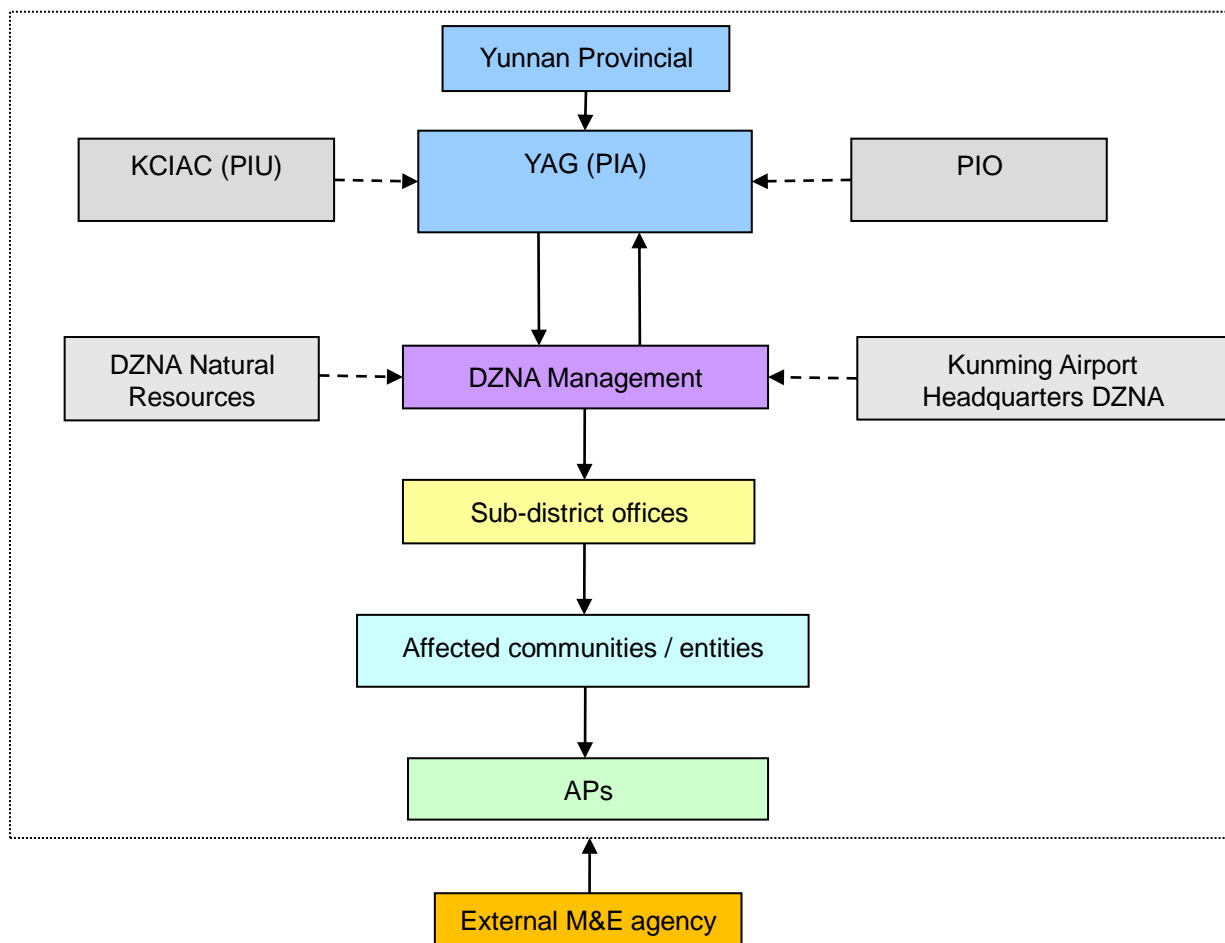 Yunnan Provincial
KCIAC (PIU)
YAG (PIA)
PIO
DZNA Natural
Resources
DZNA Management
Kunming Airport
Headquarters DZNA
Sub-district offices
Affected communities / entities
APs
External M&E agency